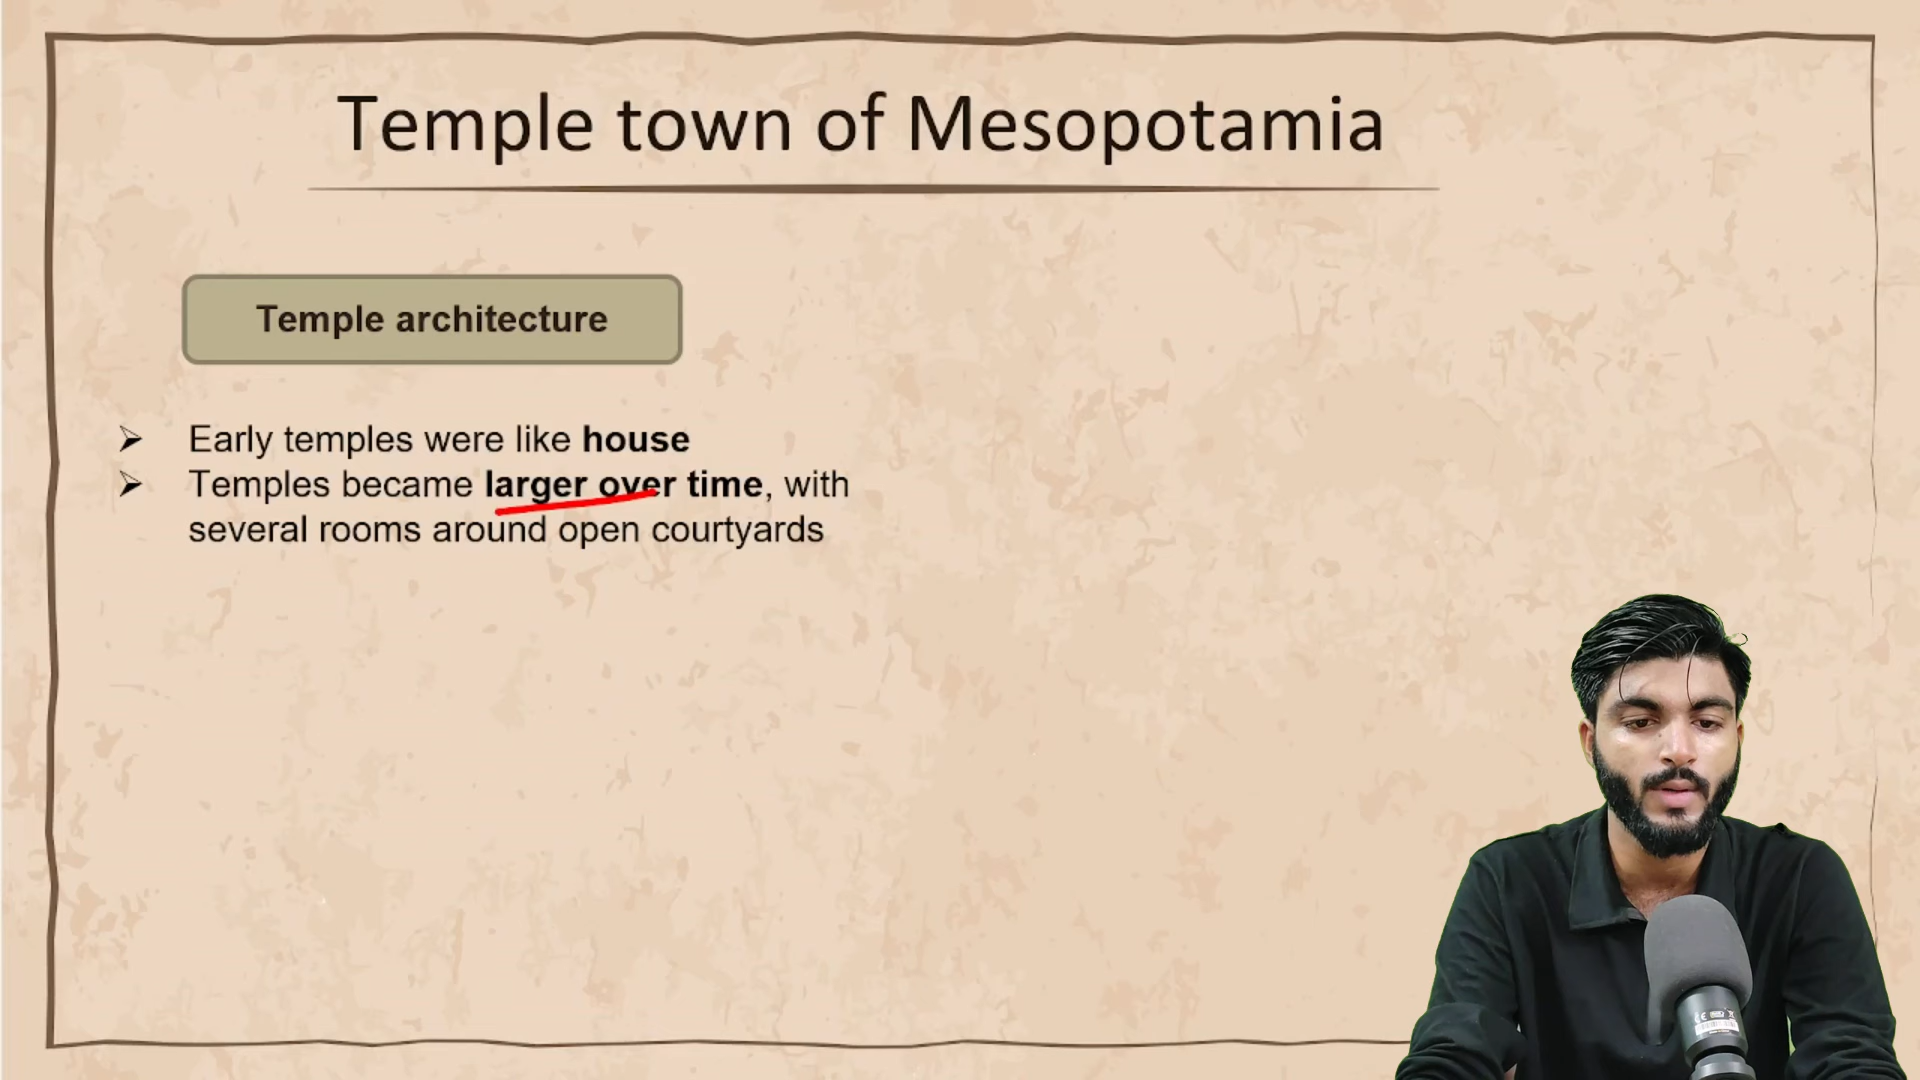 Temple town of Mesopotamia
Temple architecture
➢ Early temples were like house
➢ Temples became larger over time, with
several rooms around open courtyards